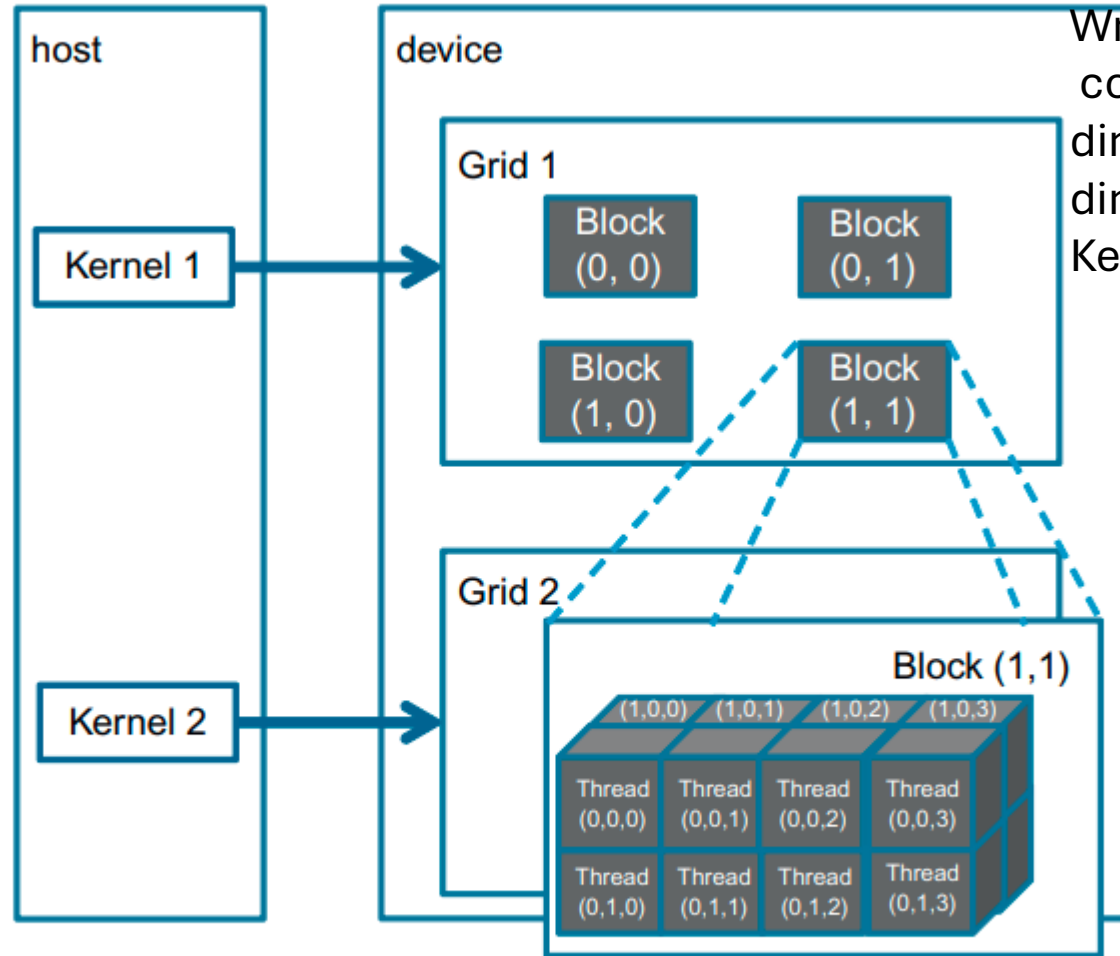 host
device
Grid 1
Block
(0, 0)
Block
(0, 1)
Kernel 1
Block
(1, 0)
Block
(1, 1)
Grid 2
Block (1,1)
Kernel 2
(1,0,0) (1,0,1) (1,0,2) (1,0,3)
Thread
(0,0,0)
Thread
(0,0,1)
Thread
(0,0,2)
Thread
(0,0,3)
Thread
(0,1,0)
Thread
(0,1,1)
Thread
(0,1,2)
Thread
(0,1,3)